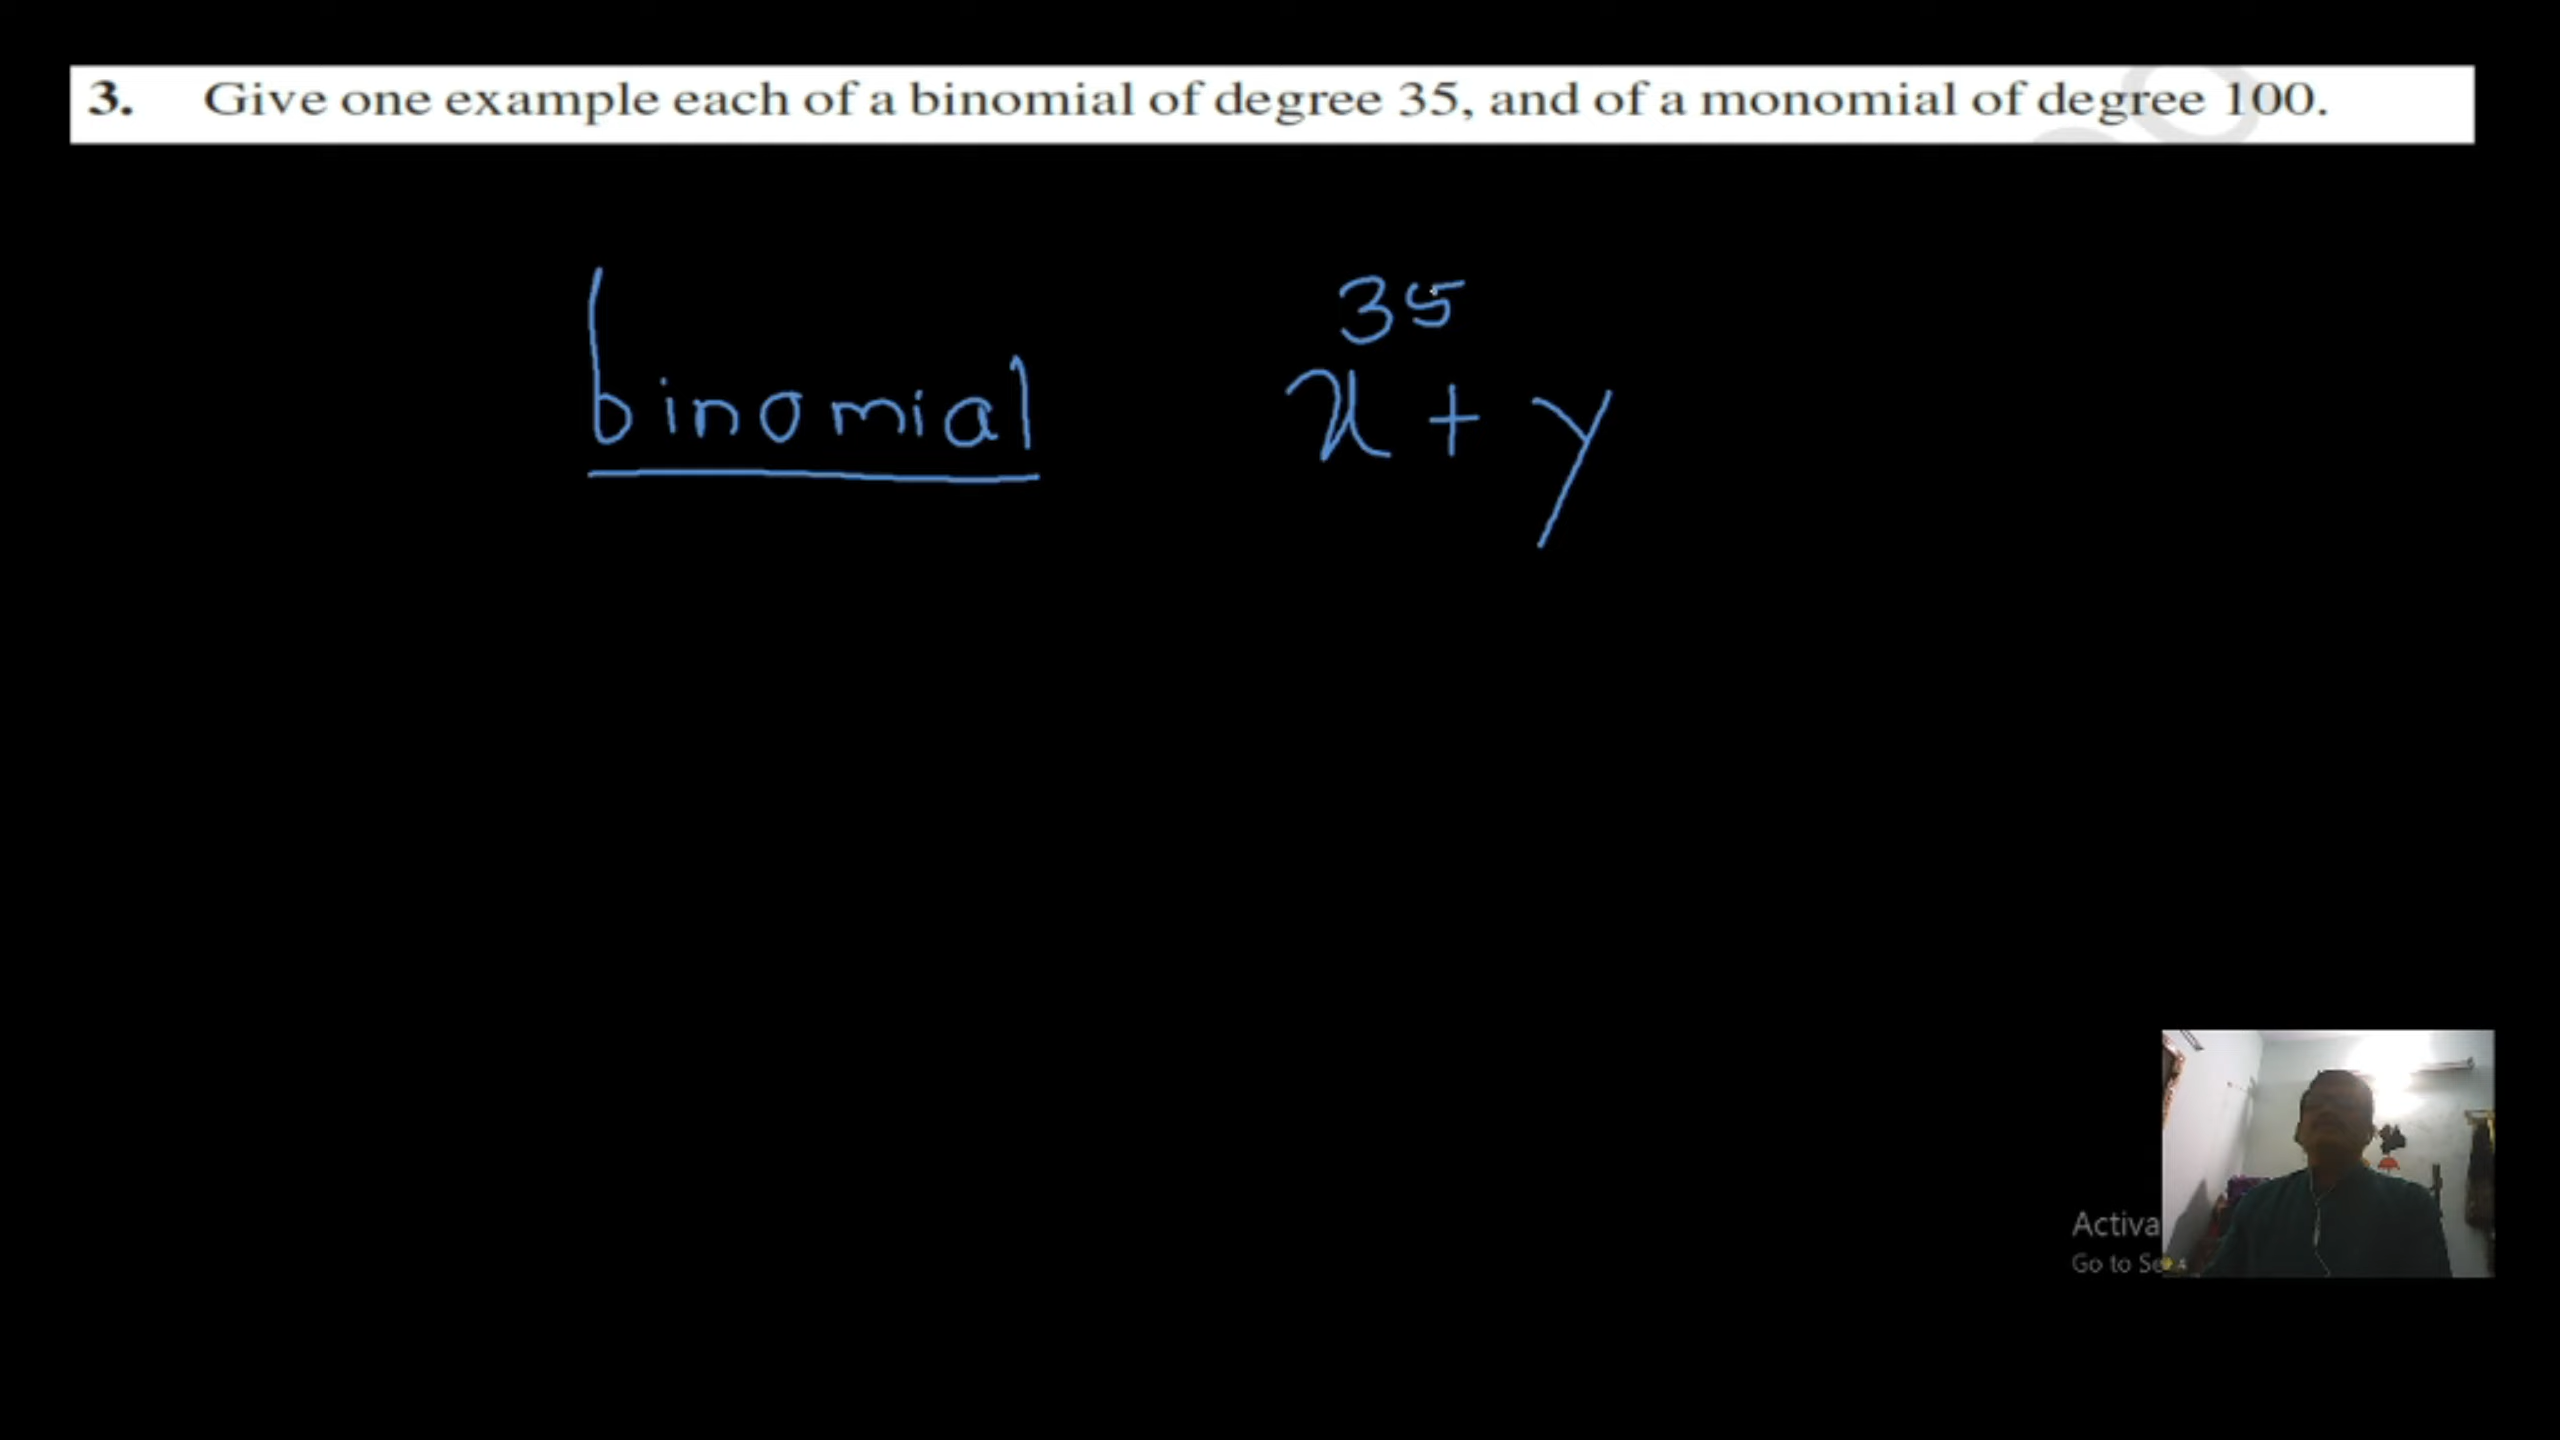 3. Give one example each of a binomial of degree 35, and of a monomial of degree 100.
35
binomial x + y
Activa
Go to Se